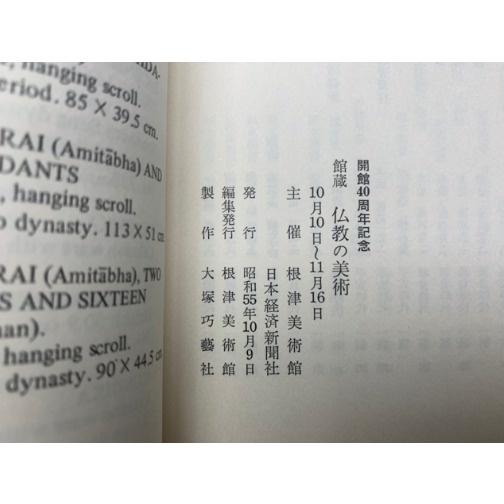 , hanging scroll.
eriod. 85 × 39.5 cm.
RAI (Amitābha) AND
DANTS
, hanging scroll.
o dynasty. 113 × 51 cm
RAI (Amitābha), TWO
S AND SIXTEEN
han).
hanging scroll.
dynasty. 90 × 44.5 cm.
開館40周年記念
館蔵 仏教の美術
10月10日〜11月16日
主催 根津美術館
日本経済新聞社
発行 昭和55年10月9日
編集発行 根津美術館
製作 大塚巧藝社